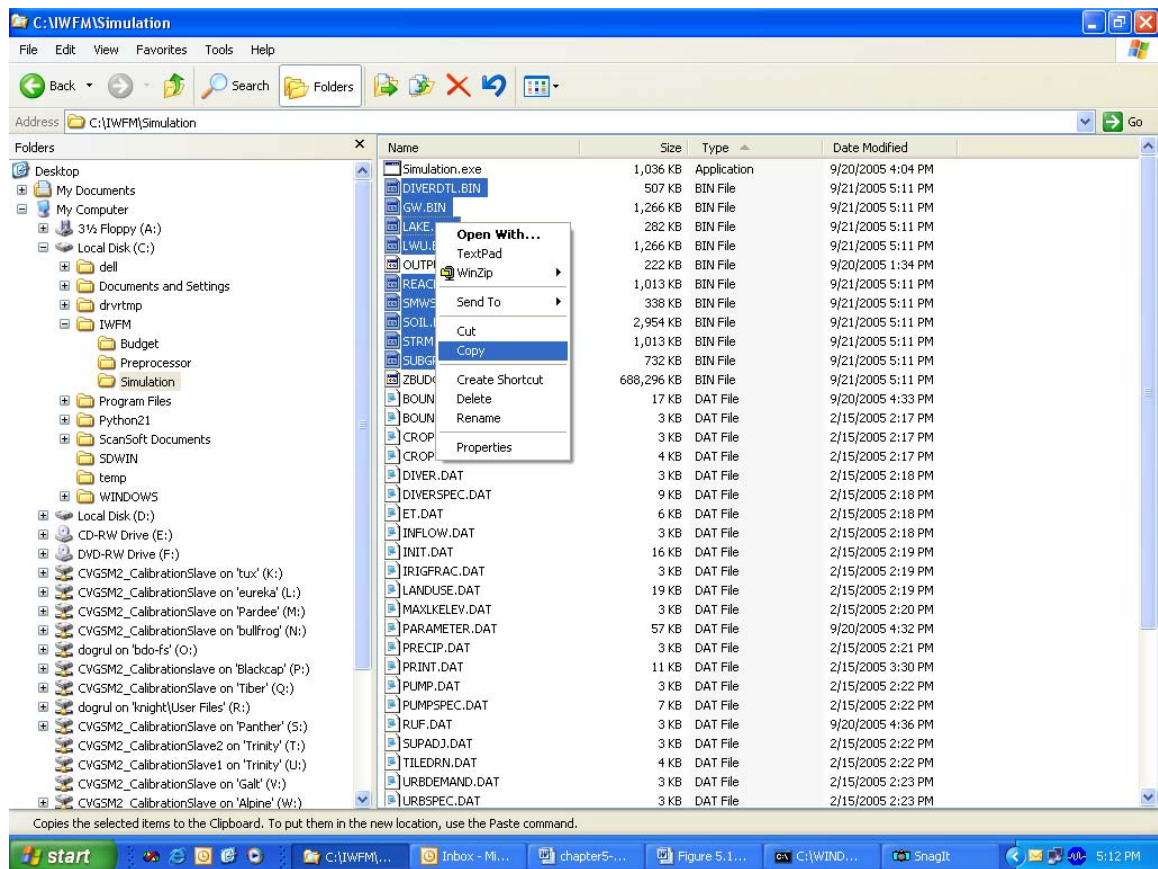 C:\IWFM\Simulation
File Edit View Favorites Tools Help
Back Search Folders
Address C:\IWFM\Simulation Go
Folders
Desktop
My Documents
My Computer
3½ Floppy (A:)
Local Disk (C:)
dell
Documents and Settings
drvrtmp
IWFM
Budget
Preprocessor
Simulation
Program Files
Python21
ScanSoft Documents
SDWIN
temp
WINDOWS
Local Disk (D:)
CD-RW Drive (E:)
DVD-RW Drive (F:)
CVGSM2_CalibrationSlave on 'tux' (K:)
CVGSM2_CalibrationSlave on 'eureka' (L:)
CVGSM2_CalibrationSlave on 'Pardee' (M:)
CVGSM2_CalibrationSlave on 'bullfrog' (N:)
dogrul on 'bdo-fs' (O:)
CVGSM2_Calibrationslave on 'Blackcap' (P:)
CVGSM2_CalibrationSlave on 'Tiber' (Q:)
dogrul on 'knight\User Files' (R:)
CVGSM2_CalibrationSlave on 'Panther' (S:)
CVGSM2_CalibrationSlave2 on 'Trinity' (T:)
CVGSM2_CalibrationSlave1 on 'Trinity' (U:)
CVGSM2_CalibrationSlave on 'Galt' (V:)
CVGSM2_CalibrationSlave on 'Alpine' (W:)
Name Size Type Date Modified
Simulation.exe 1,036 KB Application 9/20/2005 4:04 PM
DIVERDTL.BIN 507 KB BIN File 9/21/2005 5:11 PM
GW.BIN 1,266 KB BIN File 9/21/2005 5:11 PM
LAKE. 282 KB BIN File 9/21/2005 5:11 PM
LWU.B 1,266 KB BIN File 9/21/2005 5:11 PM
OUTP 222 KB BIN File 9/20/2005 1:34 PM
REAC 1,013 KB BIN File 9/21/2005 5:11 PM
SMWS 338 KB BIN File 9/21/2005 5:11 PM
SOIL. 2,954 KB BIN File 9/21/2005 5:11 PM
STRM 1,013 KB BIN File 9/21/2005 5:11 PM
SUBGR 732 KB BIN File 9/21/2005 5:11 PM
ZBUDG 688,296 KB BIN File 9/21/2005 5:11 PM
BOUN 17 KB DAT File 9/20/2005 4:33 PM
BOUN 3 KB DAT File 2/15/2005 2:17 PM
CROP 3 KB DAT File 2/15/2005 2:17 PM
CROP 4 KB DAT File 2/15/2005 2:17 PM
DIVER.DAT 3 KB DAT File 2/15/2005 2:18 PM
DIVERSPEC.DAT 9 KB DAT File 2/15/2005 2:18 PM
ET.DAT 6 KB DAT File 2/15/2005 2:18 PM
INFLOW.DAT 3 KB DAT File 2/15/2005 2:18 PM
INIT.DAT 16 KB DAT File 2/15/2005 2:19 PM
IRIGFRAC.DAT 3 KB DAT File 2/15/2005 2:19 PM
LANDUSE.DAT 19 KB DAT File 2/15/2005 2:19 PM
MAXLKELEV.DAT 3 KB DAT File 2/15/2005 2:20 PM
PARAMETER.DAT 57 KB DAT File 9/20/2005 4:32 PM
PRECIP.DAT 3 KB DAT File 2/15/2005 2:21 PM
PRINT.DAT 11 KB DAT File 2/15/2005 3:30 PM
PUMP.DAT 3 KB DAT File 2/15/2005 2:22 PM
PUMPSPEC.DAT 7 KB DAT File 2/15/2005 2:22 PM
RUF.DAT 3 KB DAT File 9/20/2005 4:36 PM
SUPADJ.DAT 3 KB DAT File 2/15/2005 2:22 PM
TILEDRN.DAT 4 KB DAT File 2/15/2005 2:22 PM
URBDEMAND.DAT 3 KB DAT File 2/15/2005 2:23 PM
URBSPEC.DAT 3 KB DAT File 2/15/2005 2:23 PM
Open With...
TextPad
WinZip
Send To
Cut
Copy
Create Shortcut
Delete
Rename
Properties
Copies the selected items to the Clipboard. To put them in the new location, use the Paste command.
start C:\IWFM\... Inbox - Mi... chapter5-... Figure 5.1... C:\WIND... SnagIt 5:12 PM